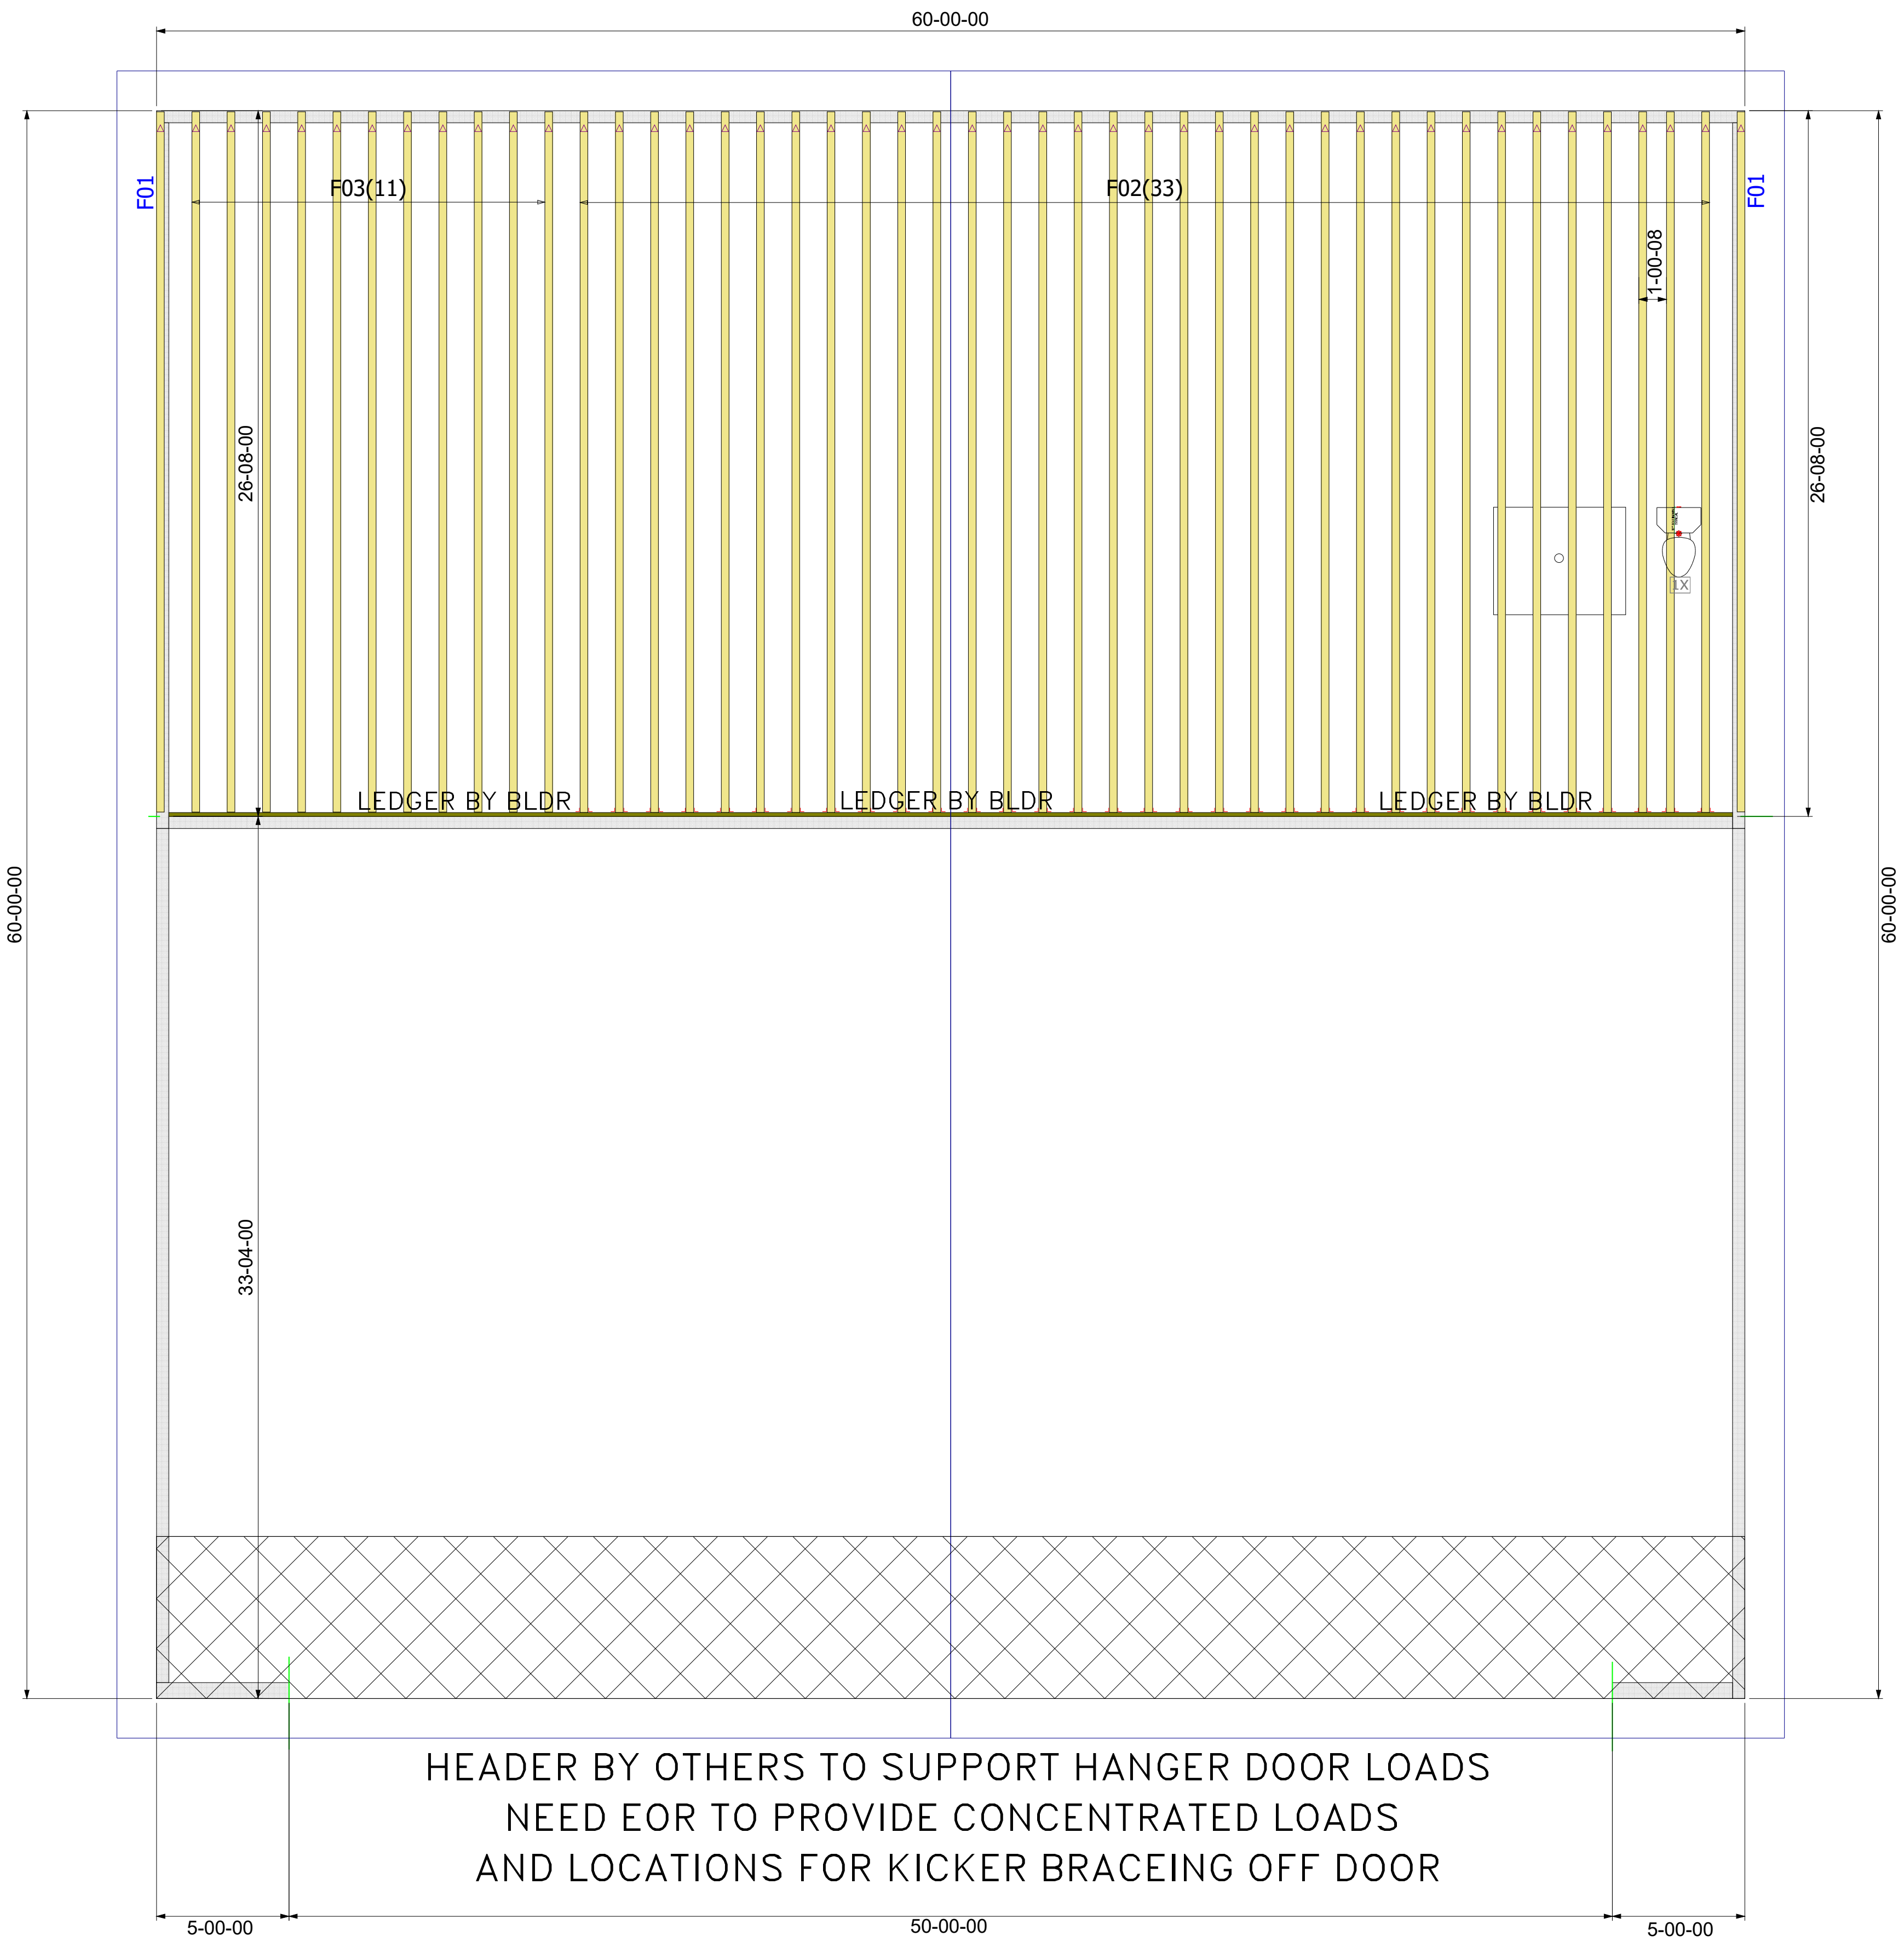 60-00-00
F01
F03(11)
F02(33)
F01
1-00-08
26-08-00
26-08-00
1X
LEDGER BY BLDR
LEDGER BY BLDR
LEDGER BY BLDR
60-00-00
60-00-00
33-04-00
HEADER BY OTHERS TO SUPPORT HANGER DOOR LOADS
NEED EOR TO PROVIDE CONCENTRATED LOADS
AND LOCATIONS FOR KICKER BRACEING OFF DOOR
5-00-00
50-00-00
5-00-00